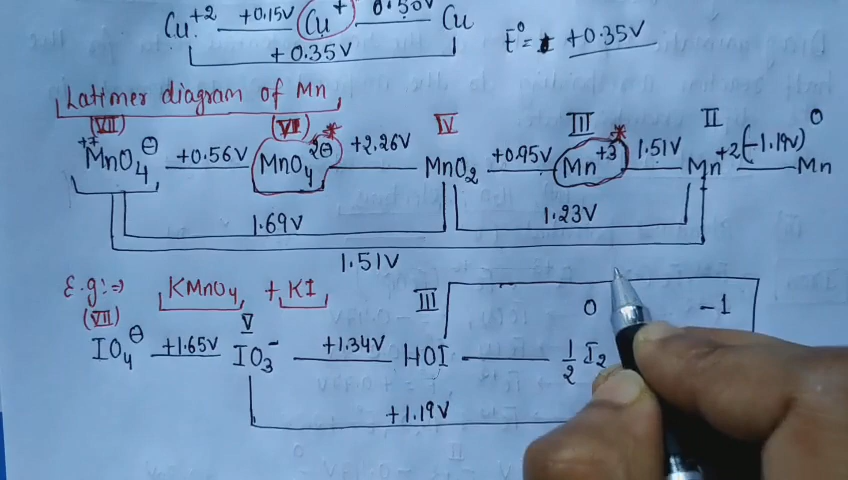 Cu+2 +0.15V Cu+ 0.50V Cu
+0.35V E⁰= +0.35V
Latimer diagram of Mn
(VII) (VI) * IV III * II 0
MnO4⊖ +0.56V MnO4 2⊖ +2.26V MnO2 +0.95V Mn+3 1.51V Mn+2 (-1.19V) Mn
1.69V 1.23V
1.51V
E.g:⇒ KMnO4 + KI
(VII) V III 0 -1
IO4⊖ +1.65V IO3- +1.34V HOI 1/2 I2
+1.19V